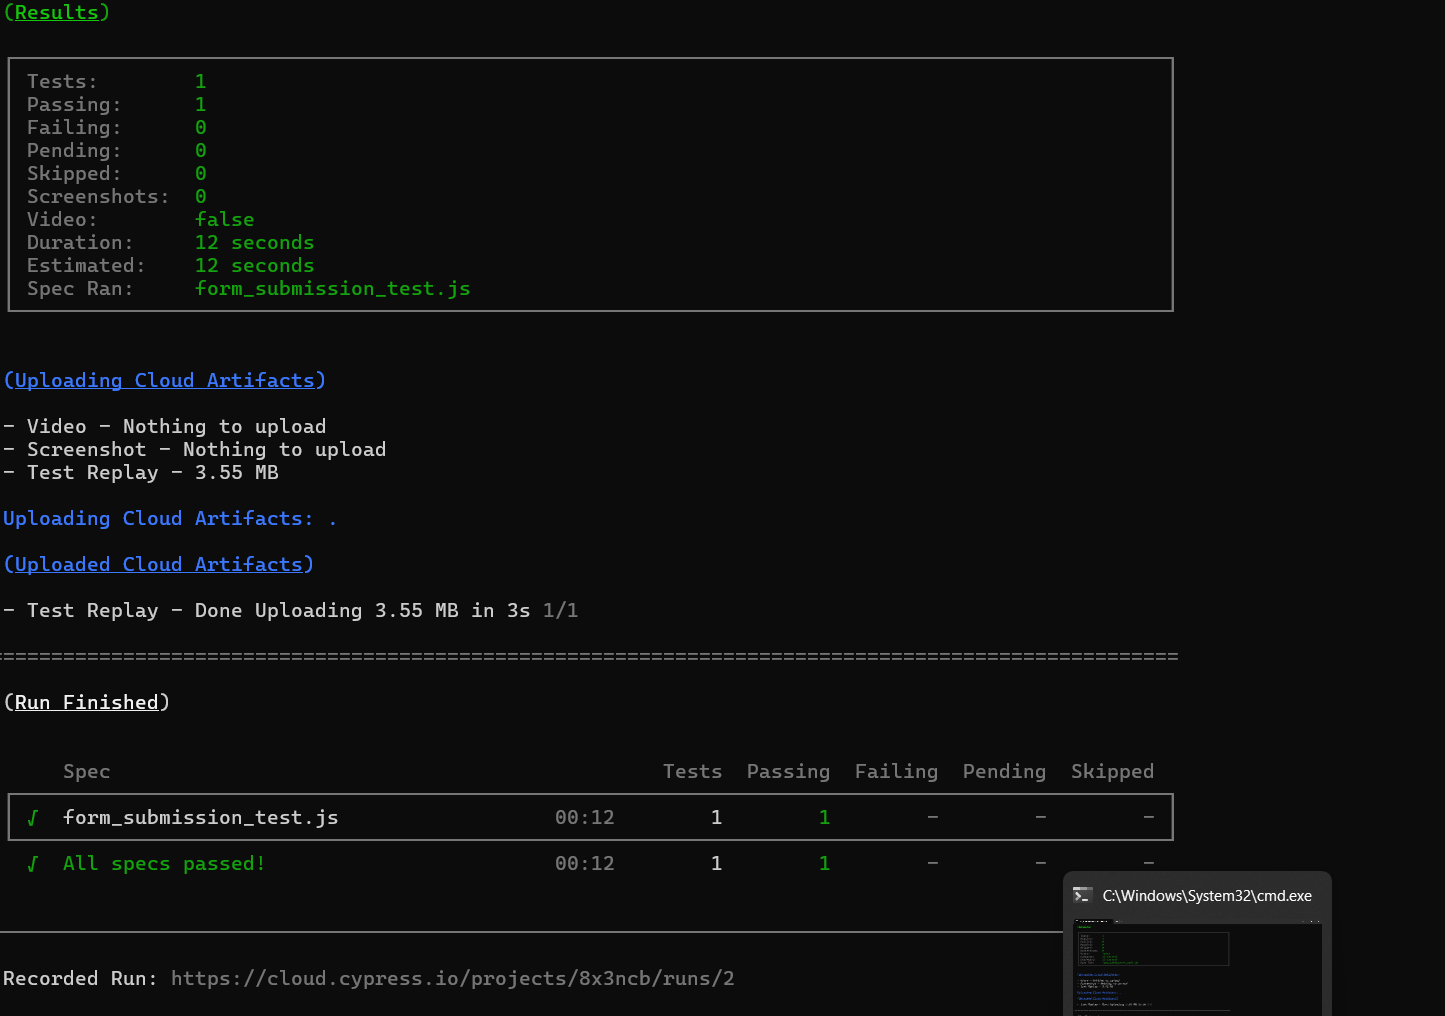 (Results)
Tests: 1
Passing: 1
Failing: 0
Pending: 0
Skipped: 0
Screenshots: 0
Video: false
Duration: 12 seconds
Estimated: 12 seconds
Spec Ran: form_submission_test.js
(Uploading Cloud Artifacts)
- Video - Nothing to upload
- Screenshot - Nothing to upload
- Test Replay - 3.55 MB
Uploading Cloud Artifacts: .
(Uploaded Cloud Artifacts)
- Test Replay - Done Uploading 3.55 MB in 3s 1/1
(Run Finished)
Spec Tests Passing Failing Pending Skipped
√ form_submission_test.js 00:12 1 1 - - -
√ All specs passed! 00:12 1 1 - - -
C:\Windows\System32\cmd.exe
Recorded Run: https://cloud.cypress.io/projects/8x3ncb/runs/2